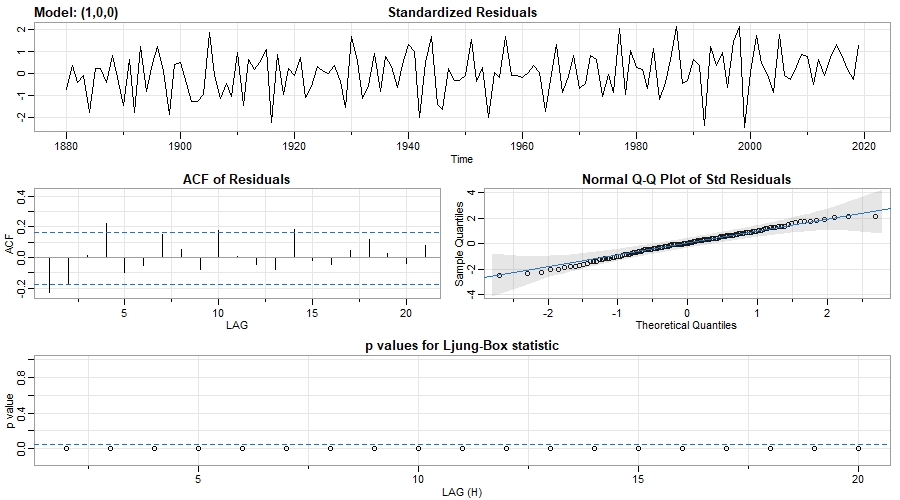 Model: (1,0,0) Standardized Residuals
2
1
0
-1
-2
1880 1900 1920 1940 1960 1980 2000 2020
Time
ACF of Residuals
ACF
0.4
0.2
0.0
-0.2
5 10 15 20
LAG
Normal Q-Q Plot of Std Residuals
Sample Quantiles
4
2
0
-2
-4
-2 -1 0 1 2
Theoretical Quantiles
p values for Ljung-Box statistic
p value
0.8
0.4
0.0
5 10 15 20
LAG (H)